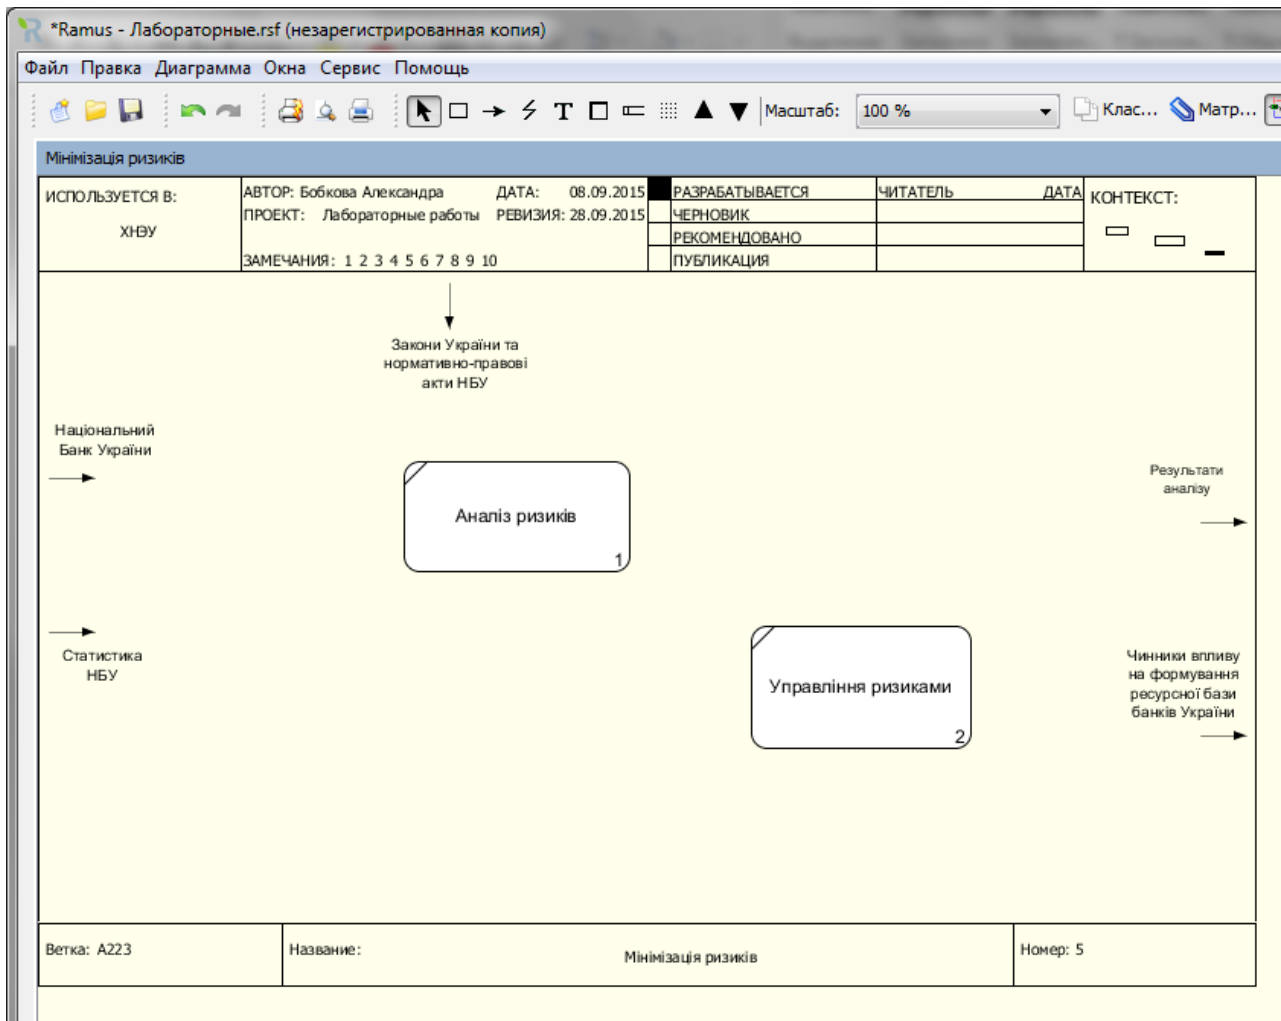 *Ramus - Лабораторные.rsf (незарегистрированная копия)
Файл Правка Диаграмма Окна Сервис Помощь
T Масштаб: 100 % Клас... Матр...
Мінімізація ризиків
ИСПОЛЬЗУЕТСЯ В:
ХНЭУ
АВТОР: Бобкова Александра ДАТА: 08.09.2015
ПРОЕКТ: Лабораторные работы РЕВИЗИЯ: 28.09.2015
ЗАМЕЧАНИЯ: 1 2 3 4 5 6 7 8 9 10
РАЗРАБАТЫВАЕТСЯ
ЧЕРНОВИК
РЕКОМЕНДОВАНО
ПУБЛИКАЦИЯ
ЧИТАТЕЛЬ ДАТА
КОНТЕКСТ:
Закони України та
нормативно-правові
акти НБУ
Національний
Банк України
Аналіз ризиків
1
Результати
аналізу
Статистика
НБУ
Управління ризиками
2
Чинники впливу
на формування
ресурсної бази
банків України
Ветка: A223
Название:
Мінімізація ризиків
Номер: 5